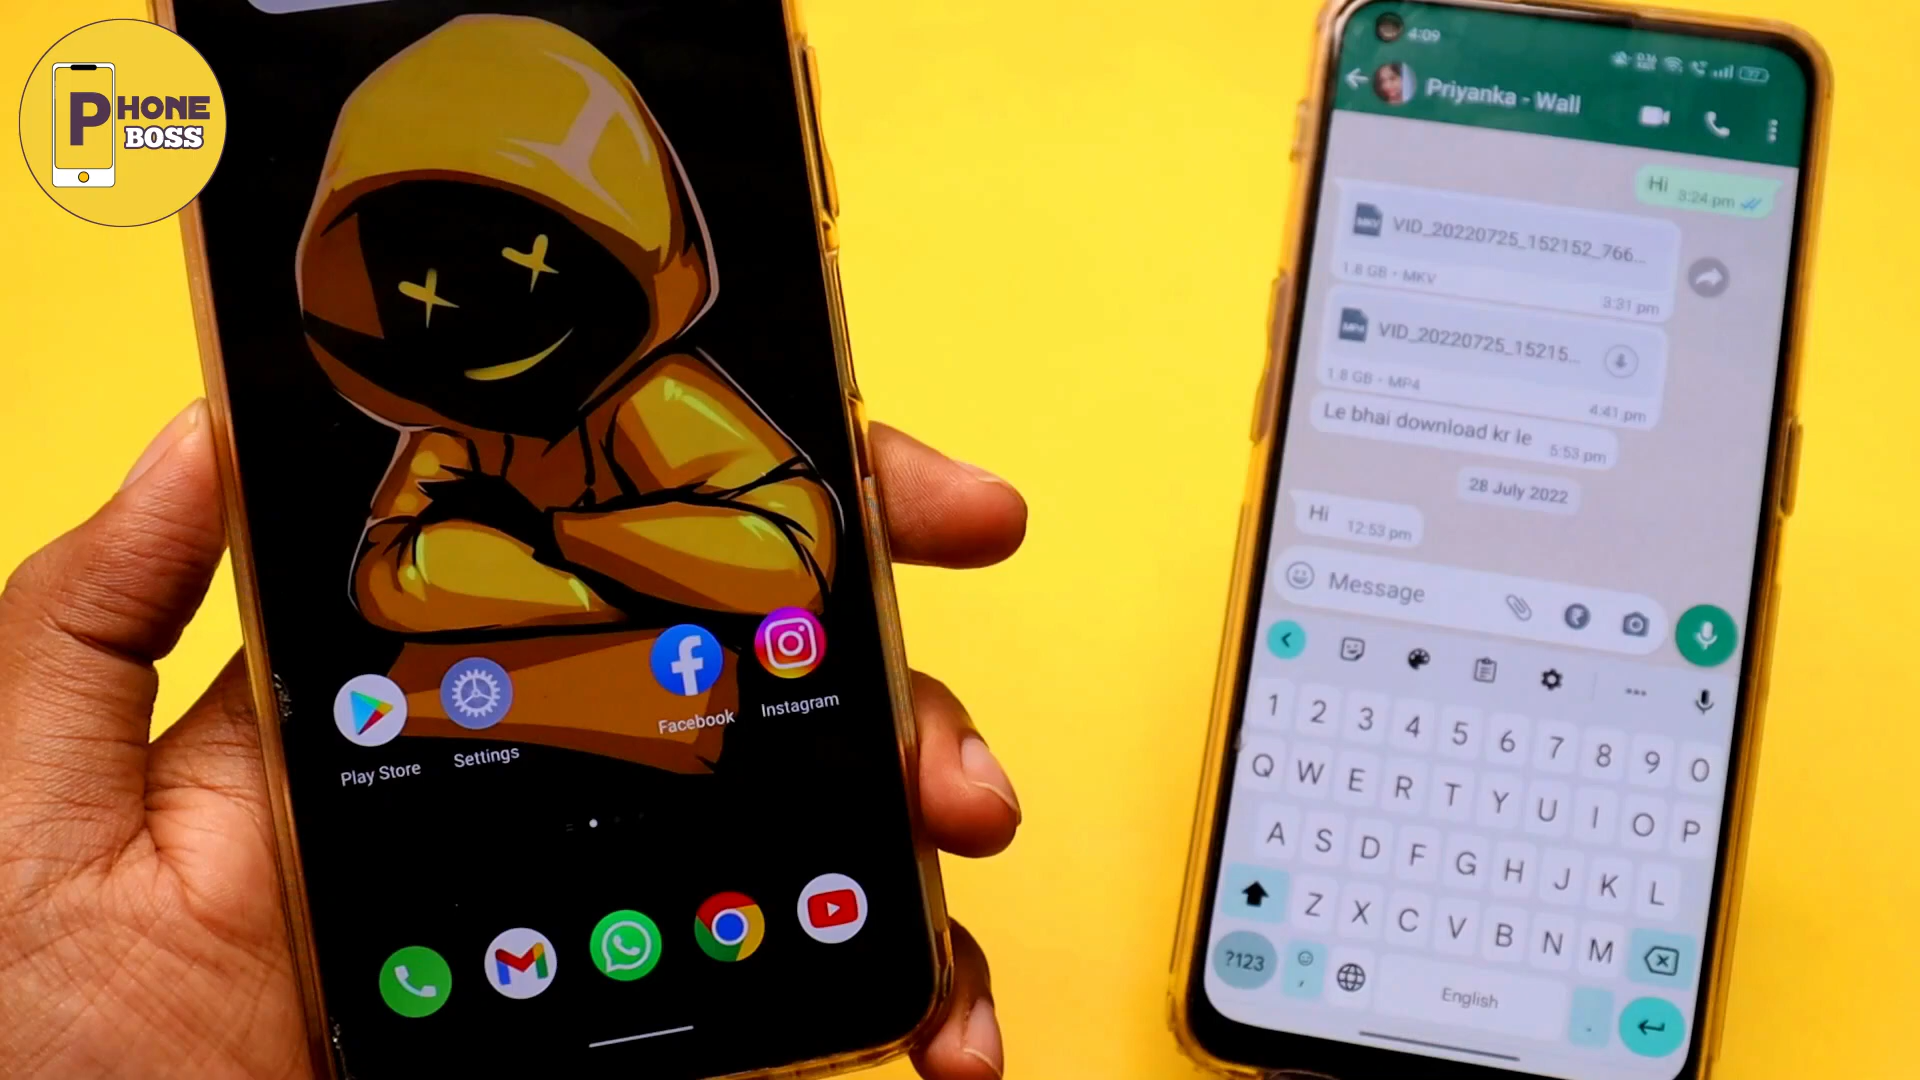 PHONE
BOSS
Play Store
Settings
Facebook
Instagram
4:09
Priyanka - Wall
Hi
3:24 pm
VID_20220725_152152_766...
1.8 GB • MKV
3:31 pm
VID_20220725_15215...
1.8 GB • MP4
4:41 pm
Le bhai download kr le
5:53 pm
28 July 2022
Hi
12:53 pm
Message
1 2 3 4 5 6 7 8 9 0
Q W E R T Y U I O P
A S D F G H J K L
Z X C V B N M
?123
, English .